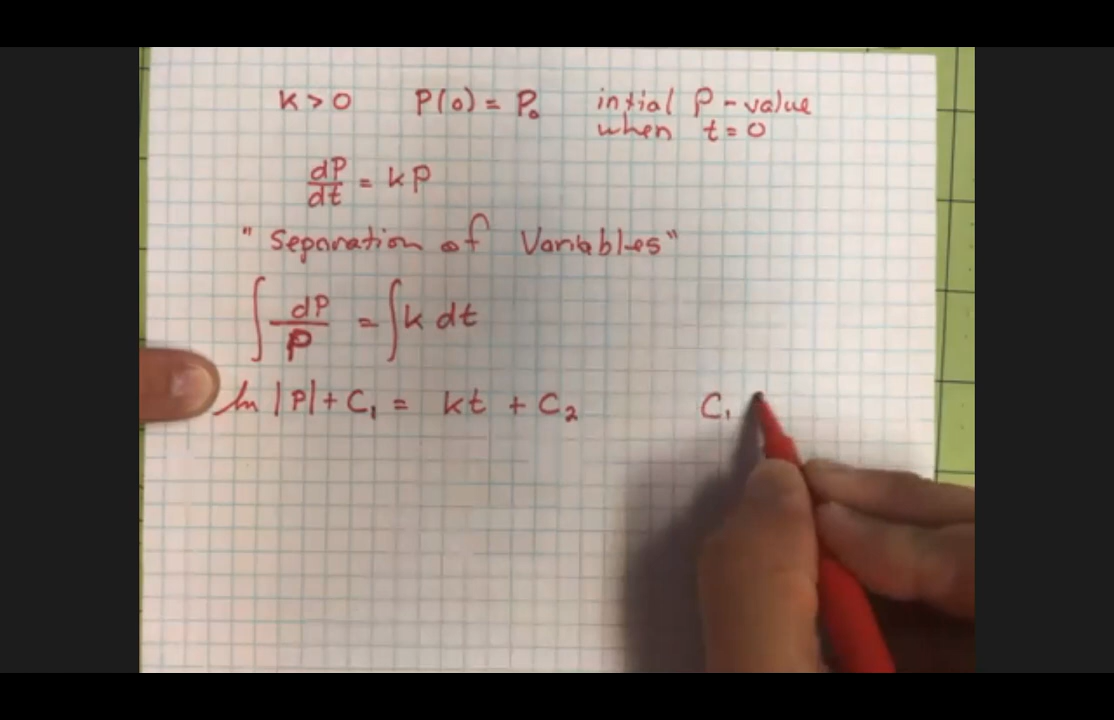 k > 0 P(0) = P₀ intial P - value
when t = 0
dP/dt = kP
" Separation of Variables "
∫ dP/P = ∫ k dt
ln |P| + C₁ = kt + C₂ C₁